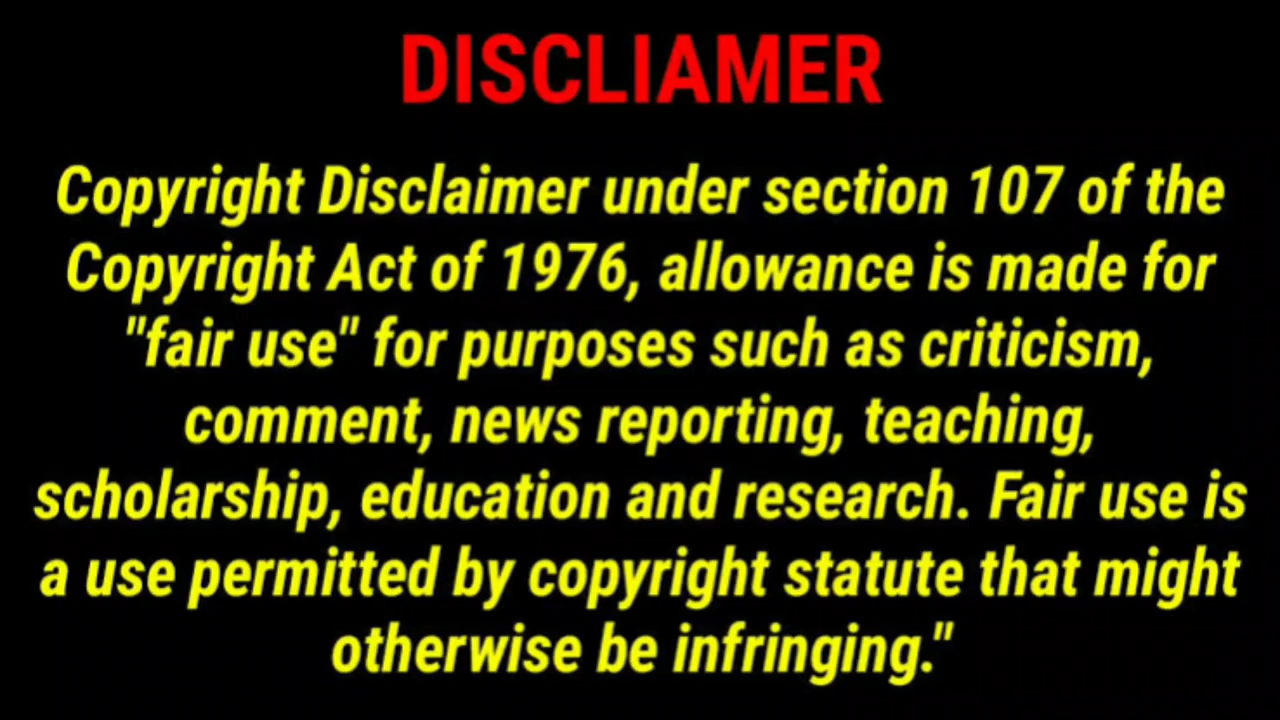 DISCLIAMER
Copyright Disclaimer under section 107 of the
Copyright Act of 1976, allowance is made for
"fair use" for purposes such as criticism,
comment, news reporting, teaching,
scholarship, education and research. Fair use is
a use permitted by copyright statute that might
otherwise be infringing."